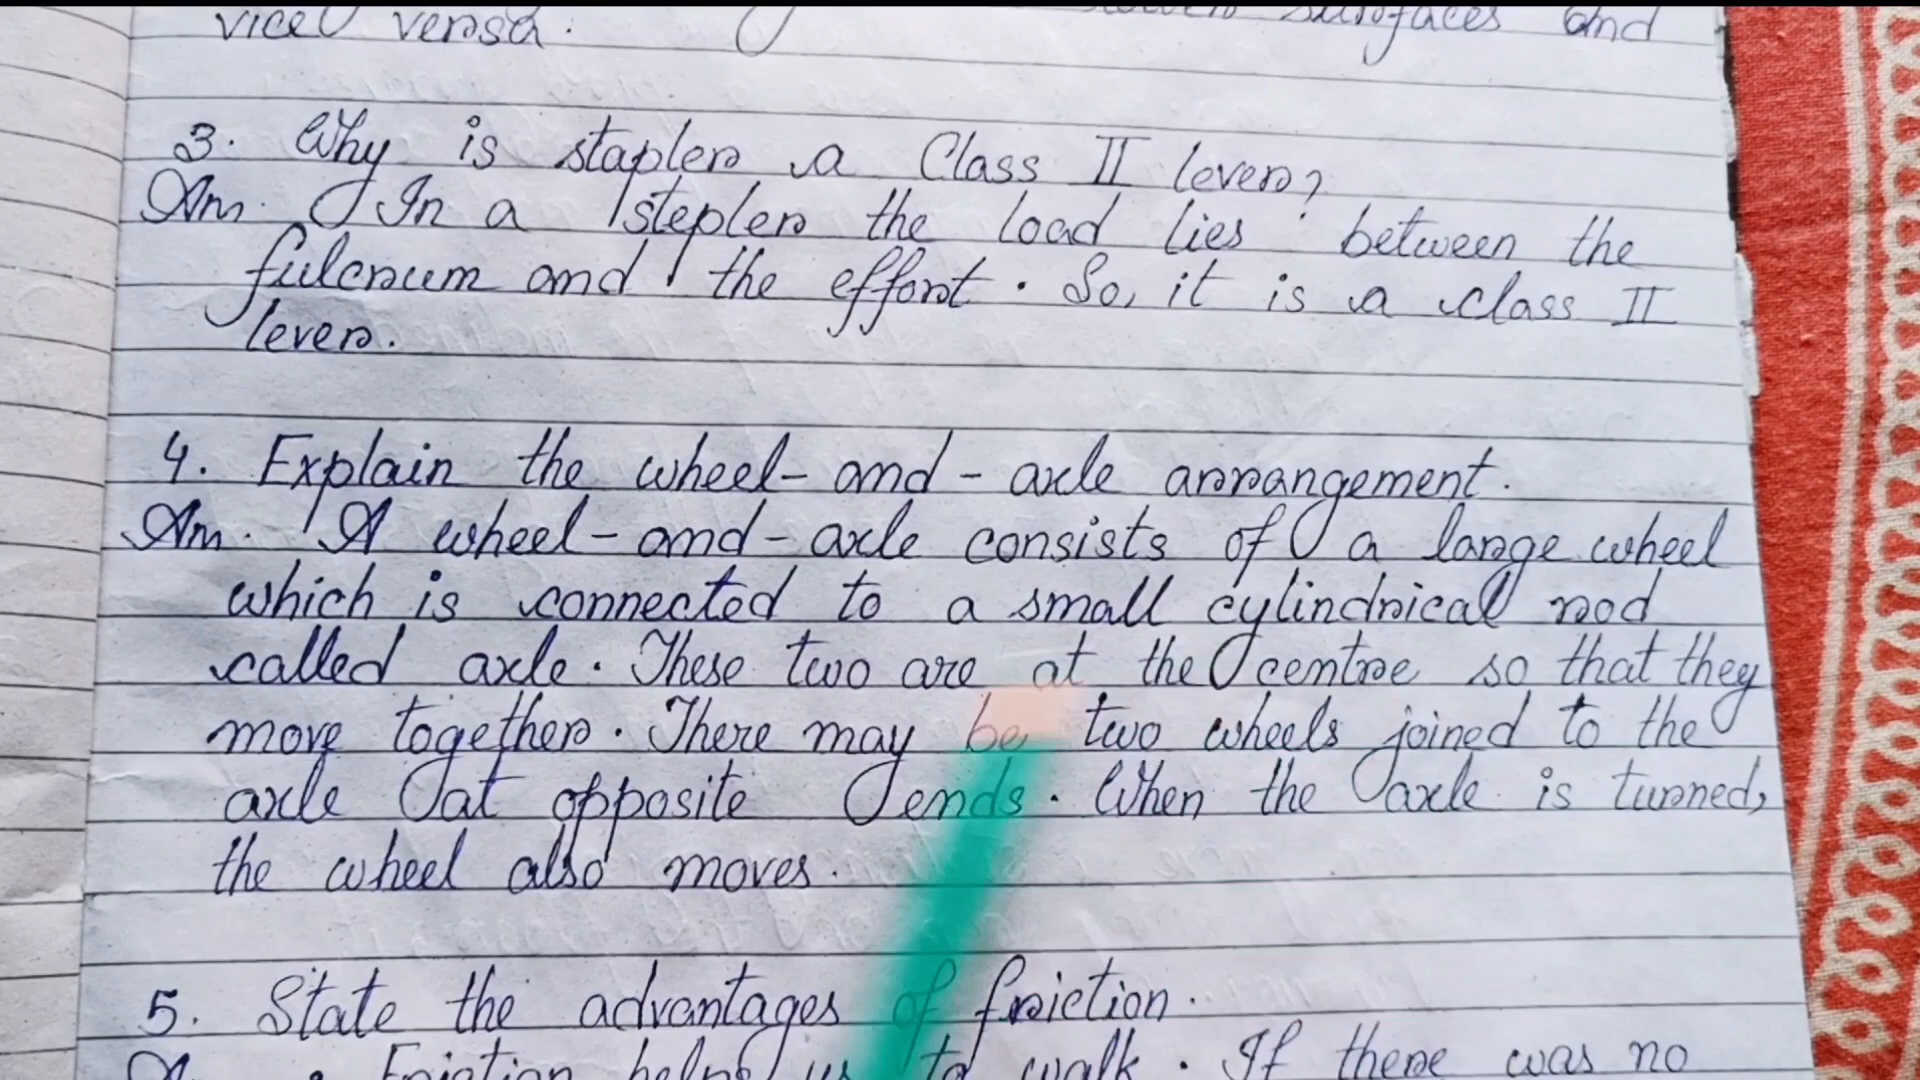 vice versa. surfaces and
3. Why is stapler a Class II lever?
Ans. In a stepler the load lies between the
fulcrum and the effort. So, it is a class II
lever.
4. Explain the wheel-and-axle arrangement.
Ans. A wheel-and-axle consists of a large wheel
which is connected to a small cylindrical rod
called axle. These two are at the centre so that they
move together. There may be two wheels joined to the
axle at opposite ends. When the axle is turned,
the wheel also moves.
5. State the advantages of friction.
• Friction helps us to walk. If there was no